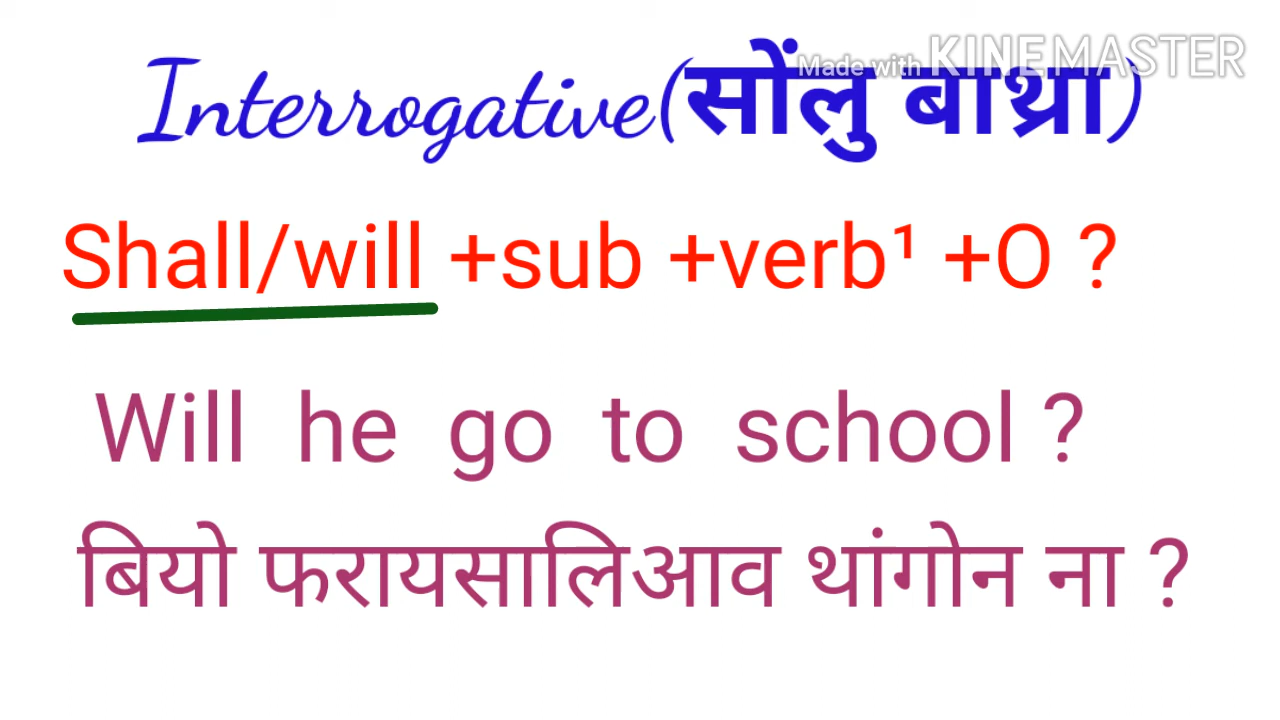 Made with KINEMASTER
Interrogative(सोंलु बाथ्रा)
Shall/will +sub +verb¹ +O ?
Will he go to school ?
बियो फरायसालिआव थांगोन ना ?